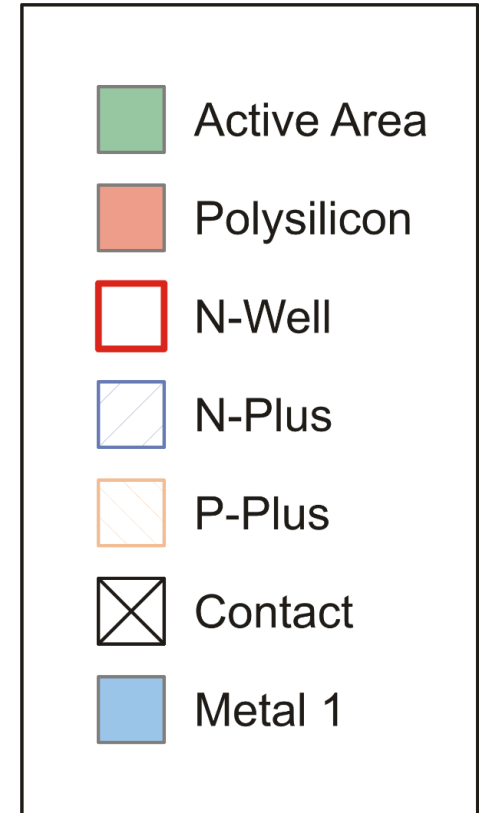 Active Area
Polysilicon
N-Well
N-Plus
P-Plus
Contact
Metal 1